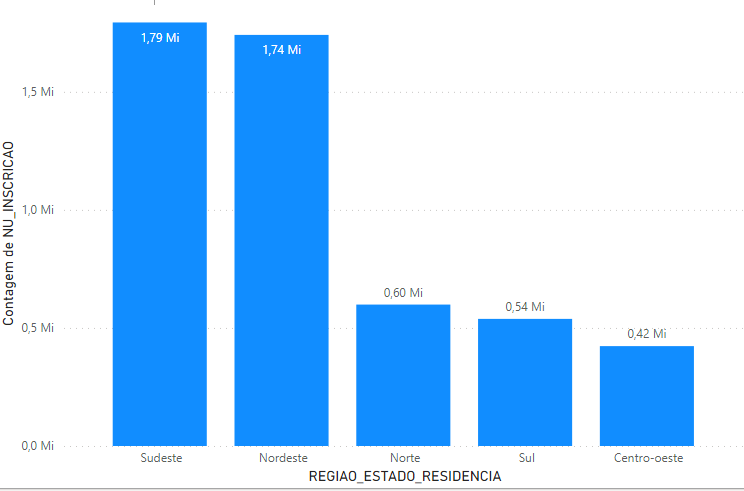 1,79 Mi
1,74 Mi
1,5 Mi
Contagem de NU_INSCRICAO
1,0 Mi
0,60 Mi
0,54 Mi
0,5 Mi
0,42 Mi
0,0 Mi
Sudeste Nordeste Norte Sul Centro-oeste
REGIAO_ESTADO_RESIDENCIA